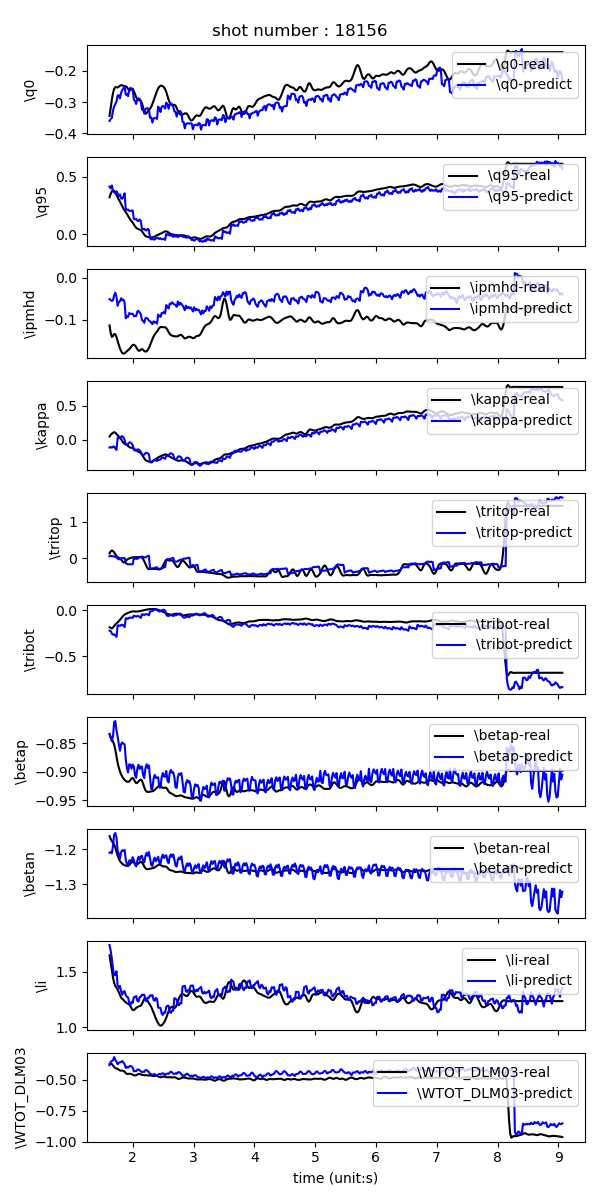 shot number : 18156
\q0
−0.2
−0.3
−0.4
\q0-real
\q0-predict
\q95
0.5
0.0
\q95-real
\q95-predict
\ipmhd
0.0
−0.1
\ipmhd-real
\ipmhd-predict
\kappa
0.5
0.0
\kappa-real
\kappa-predict
\tritop
1
0
\tritop-real
\tritop-predict
\tribot
0.0
−0.5
\tribot-real
\tribot-predict
\betap
−0.85
−0.90
−0.95
\betap-real
\betap-predict
\betan
−1.2
−1.3
\betan-real
\betan-predict
\li
1.5
1.0
\li-real
\li-predict
\WTOT_DLM03
−0.50
−0.75
−1.00
\WTOT_DLM03-real
\WTOT_DLM03-predict
2 3 4 5 6 7 8 9
time (unit:s)